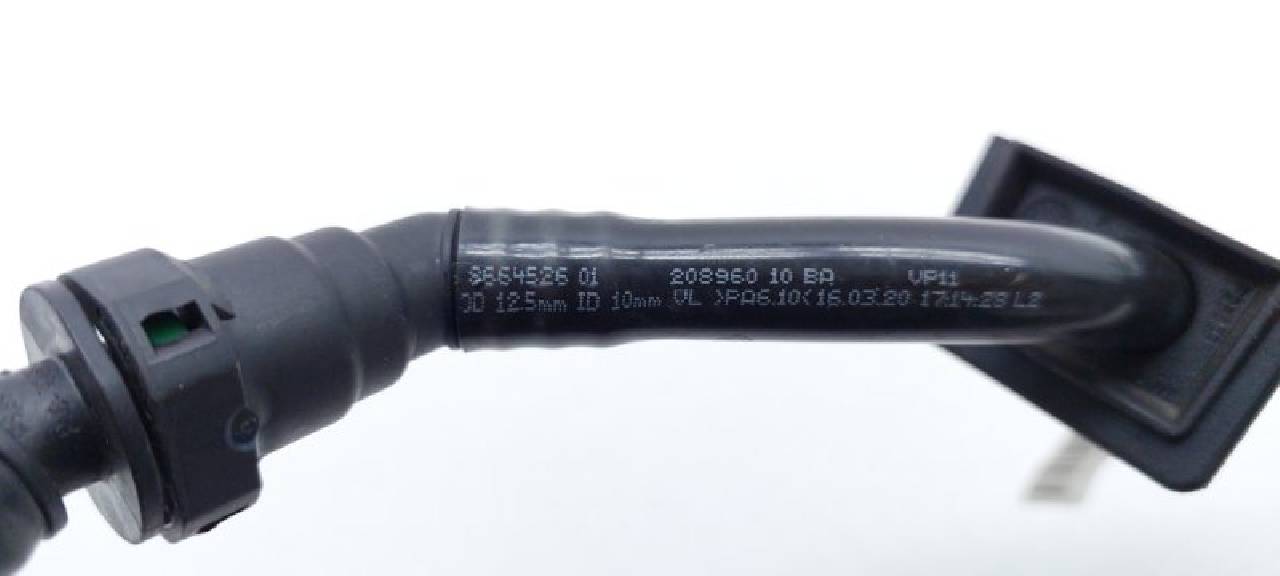 8664526 01 208960 10 BA VP11
OD 12.5mm ID 10mm VL >PA6.10< 16.03.20 17:14:28 L2